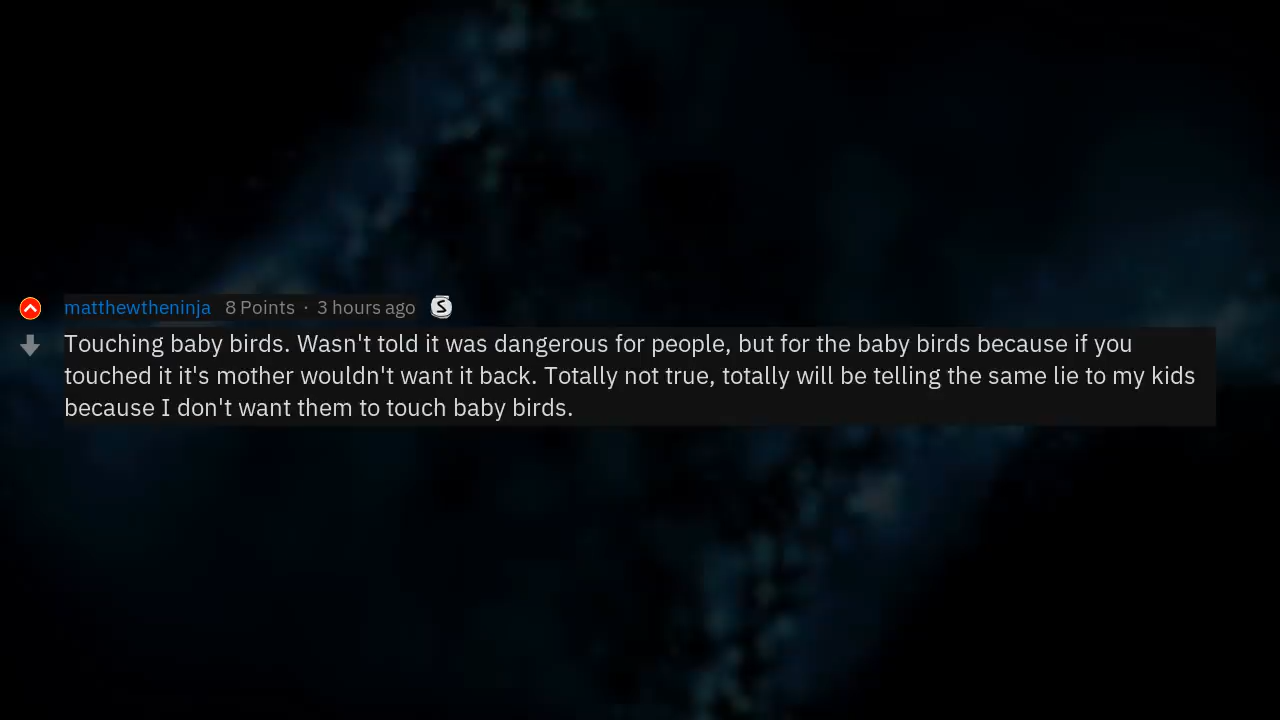 matthewtheninja 8 Points · 3 hours ago S
Touching baby birds. Wasn't told it was dangerous for people, but for the baby birds because if you
touched it it's mother wouldn't want it back. Totally not true, totally will be telling the same lie to my kids
because I don't want them to touch baby birds.